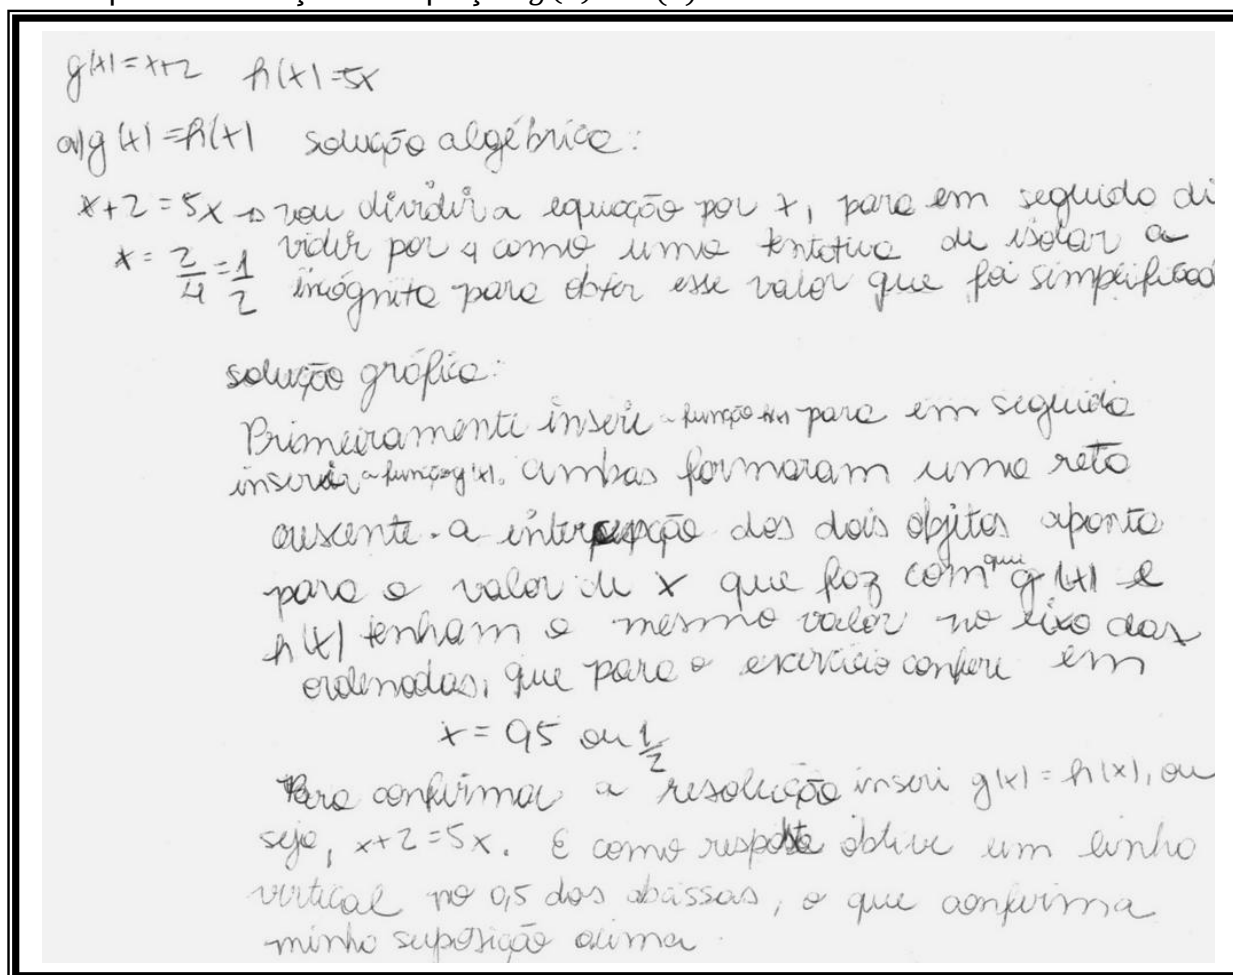 g(x)=x+2 h(x)=5x
a) g(x)=h(x) solução algébrica:
x+2=5x → vou dividir a equação por x, para em seguida di
x = 2/4 = 1/2 vidir por 4 como uma tentativa de isolar a
incógnita para obter esse valor que foi simplificado
solução gráfica:
Primeiramente inseri a função h(x) para em seguida
inserir a função g(x). Ambas formaram uma reta
crescente. a intercepção dos dois objetos aponta
para o valor de x que faz com que g(x) e
h(x) tenham o mesmo valor no eixo das
ordenadas, que para o exercício confere em
x = 0,5 ou 1/2
Para confirmar a resolução inseri g(x) = h(x), ou
seja, x+2=5x. E como resposta obtive um linha
vertical no 0,5 das abcissas, o que confirma
minha suposição acima.